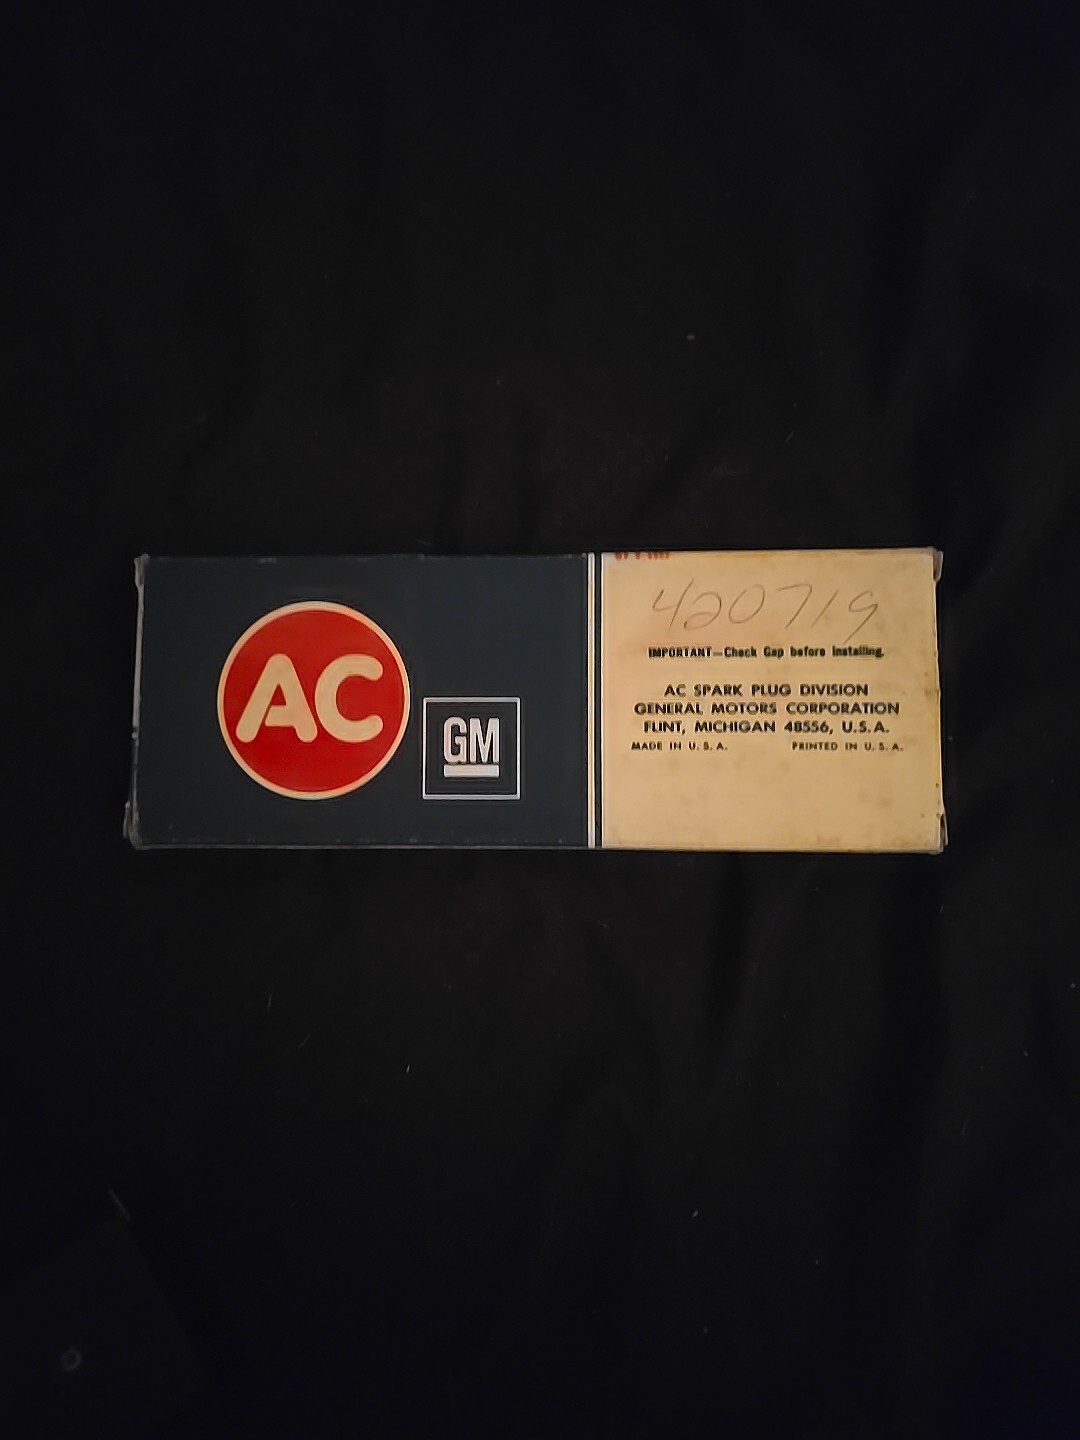 AC
GM
420719
IMPORTANT—Check Gap before installing.
AC SPARK PLUG DIVISION
GENERAL MOTORS CORPORATION
FLINT, MICHIGAN 48556, U.S.A.
MADE IN U.S.A. PRINTED IN U.S.A.